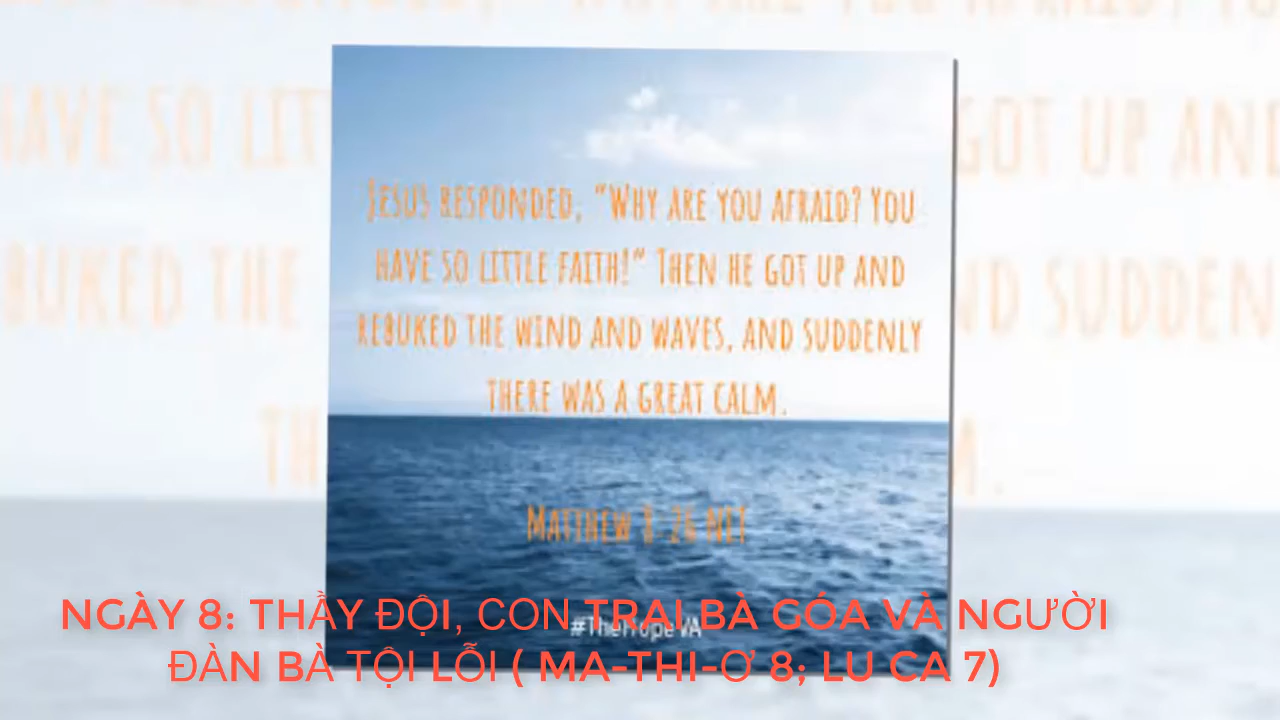 JESUS RESPONDED, "WHY ARE YOU AFRAID? YOU
HAVE SO LITTLE FAITH!" THEN HE GOT UP AND
REBUKED THE WIND AND WAVES, AND SUDDENLY
THERE WAS A GREAT CALM.
MATTHEW 8:26 NLT
#TheHopeVA
NGÀY 8: THẦY ĐỘI, CON TRAI BÀ GÓA VÀ NGƯỜI
ĐÀN BÀ TỘI LỖI ( MA-THI-Ơ 8; LU CA 7)